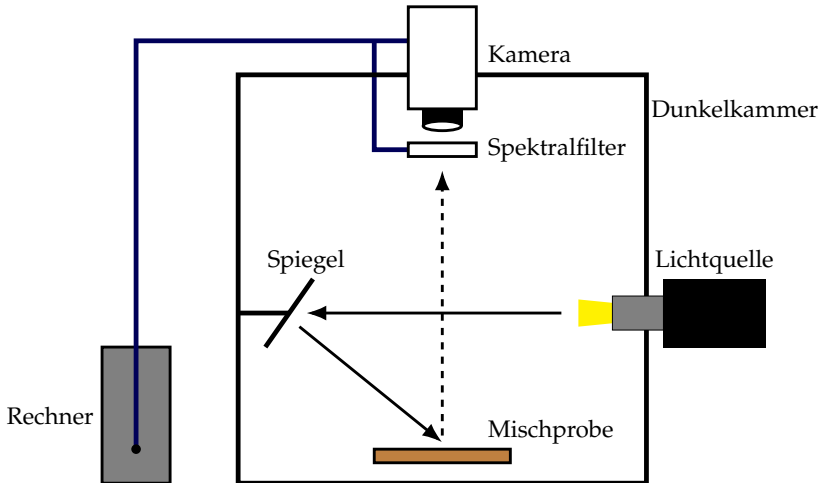 Kamera
Dunkelkammer
Spektralfilter
Spiegel
Lichtquelle
Rechner
Mischprobe